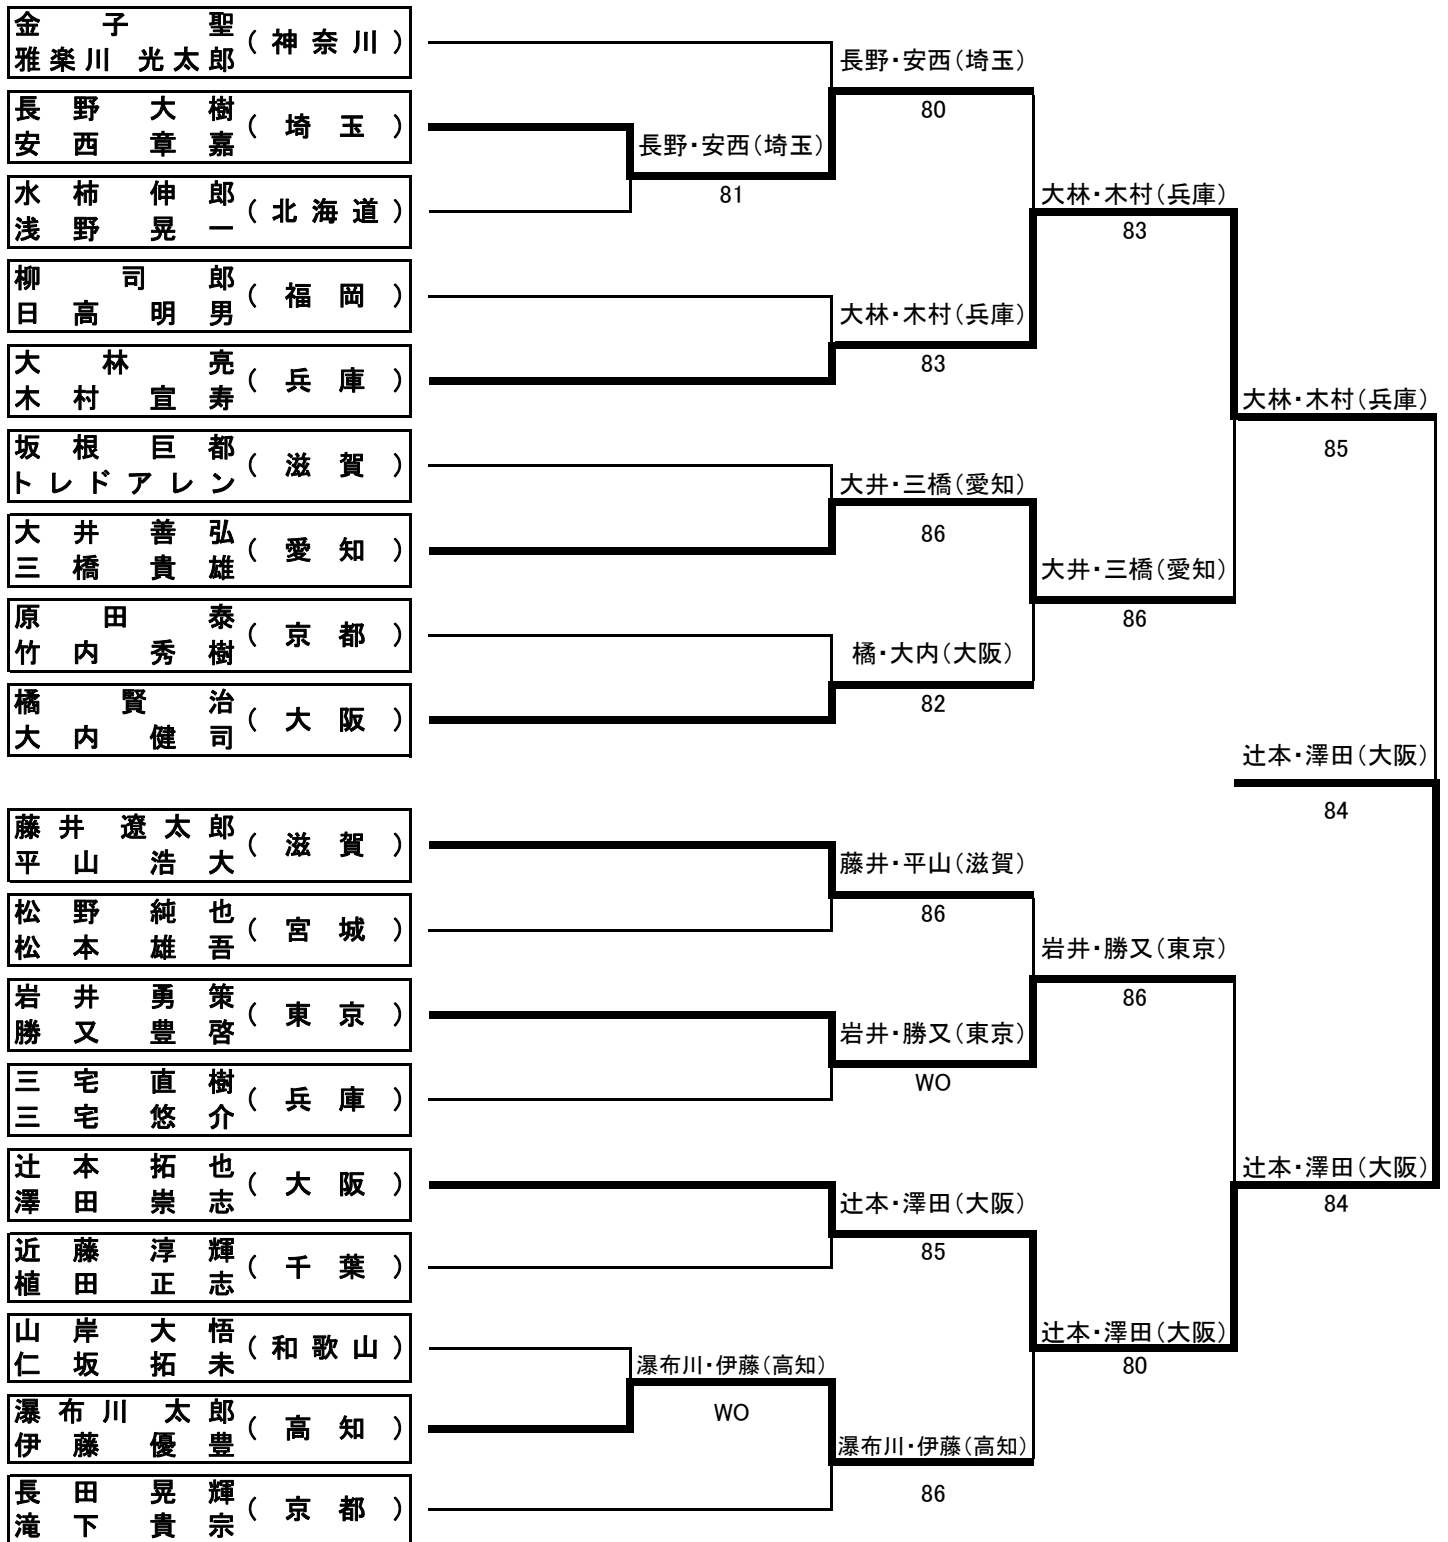 金子聖
雅楽川 光太郎
(神奈川)
長野大樹
安西章嘉
(埼玉)
水柿伸郎
浅野晃一
(北海道)
柳司郎
日高明男
(福岡)
大林亮
木村宣寿
(兵庫)
坂根巨都
トレドアレン
(滋賀)
大井善弘
三橋貴雄
(愛知)
原田泰
竹内秀樹
(京都)
橘賢治
大内健司
(大阪)
藤井遼太郎
平山浩大
(滋賀)
松野純也
松本雄吾
(宮城)
岩井勇策
勝又豊啓
(東京)
三宅直樹
三宅悠介
(兵庫)
辻本拓也
澤田崇志
(大阪)
近藤淳輝
植田正志
(千葉)
山岸大悟
仁坂拓未
(和歌山)
瀑布川太郎
伊藤優豊
(高知)
長田晃輝
滝下貴宗
(京都)
長野・安西(埼玉)
81
瀑布川・伊藤(高知)
WO
長野・安西(埼玉)
80
大林・木村(兵庫)
83
大井・三橋(愛知)
86
橘・大内(大阪)
82
藤井・平山(滋賀)
86
岩井・勝又(東京)
WO
辻本・澤田(大阪)
85
瀑布川・伊藤(高知)
86
大林・木村(兵庫)
83
大井・三橋(愛知)
86
岩井・勝又(東京)
86
辻本・澤田(大阪)
80
大林・木村(兵庫)
85
辻本・澤田(大阪)
84
辻本・澤田(大阪)
84